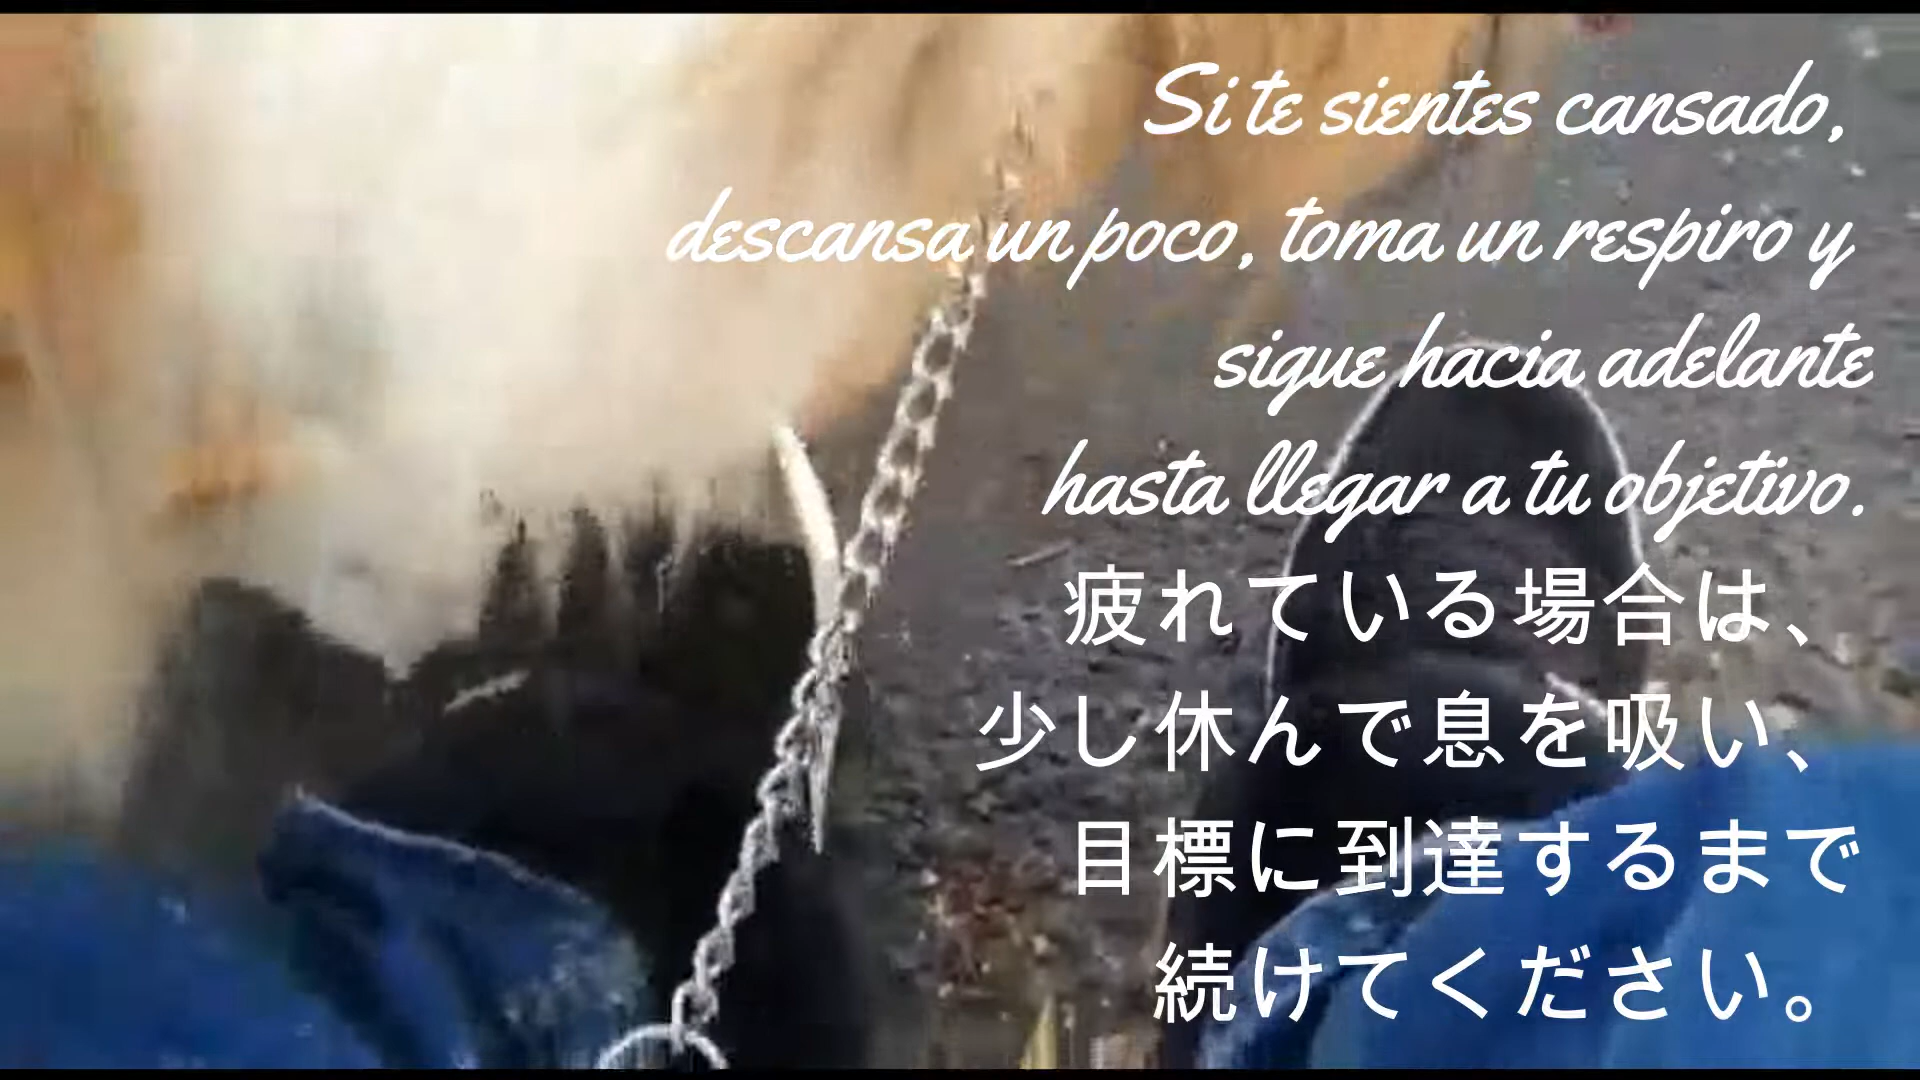 Si te sientes cansado,
descansa un poco, toma un respiro y
sigue hacia adelante
hasta llegar a tu objetivo.
疲れている場合は、
少し休んで息を吸い、
目標に到達するまで
続けてください。